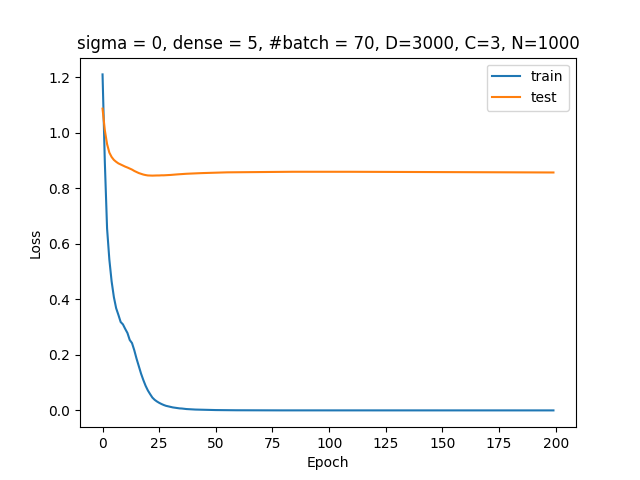 sigma = 0, dense = 5, #batch = 70, D=3000, C=3, N=1000
train
test
1.2
1.0
0.8
0.6
0.4
0.2
0.0
Loss
0 25 50 75 100 125 150 175 200
Epoch